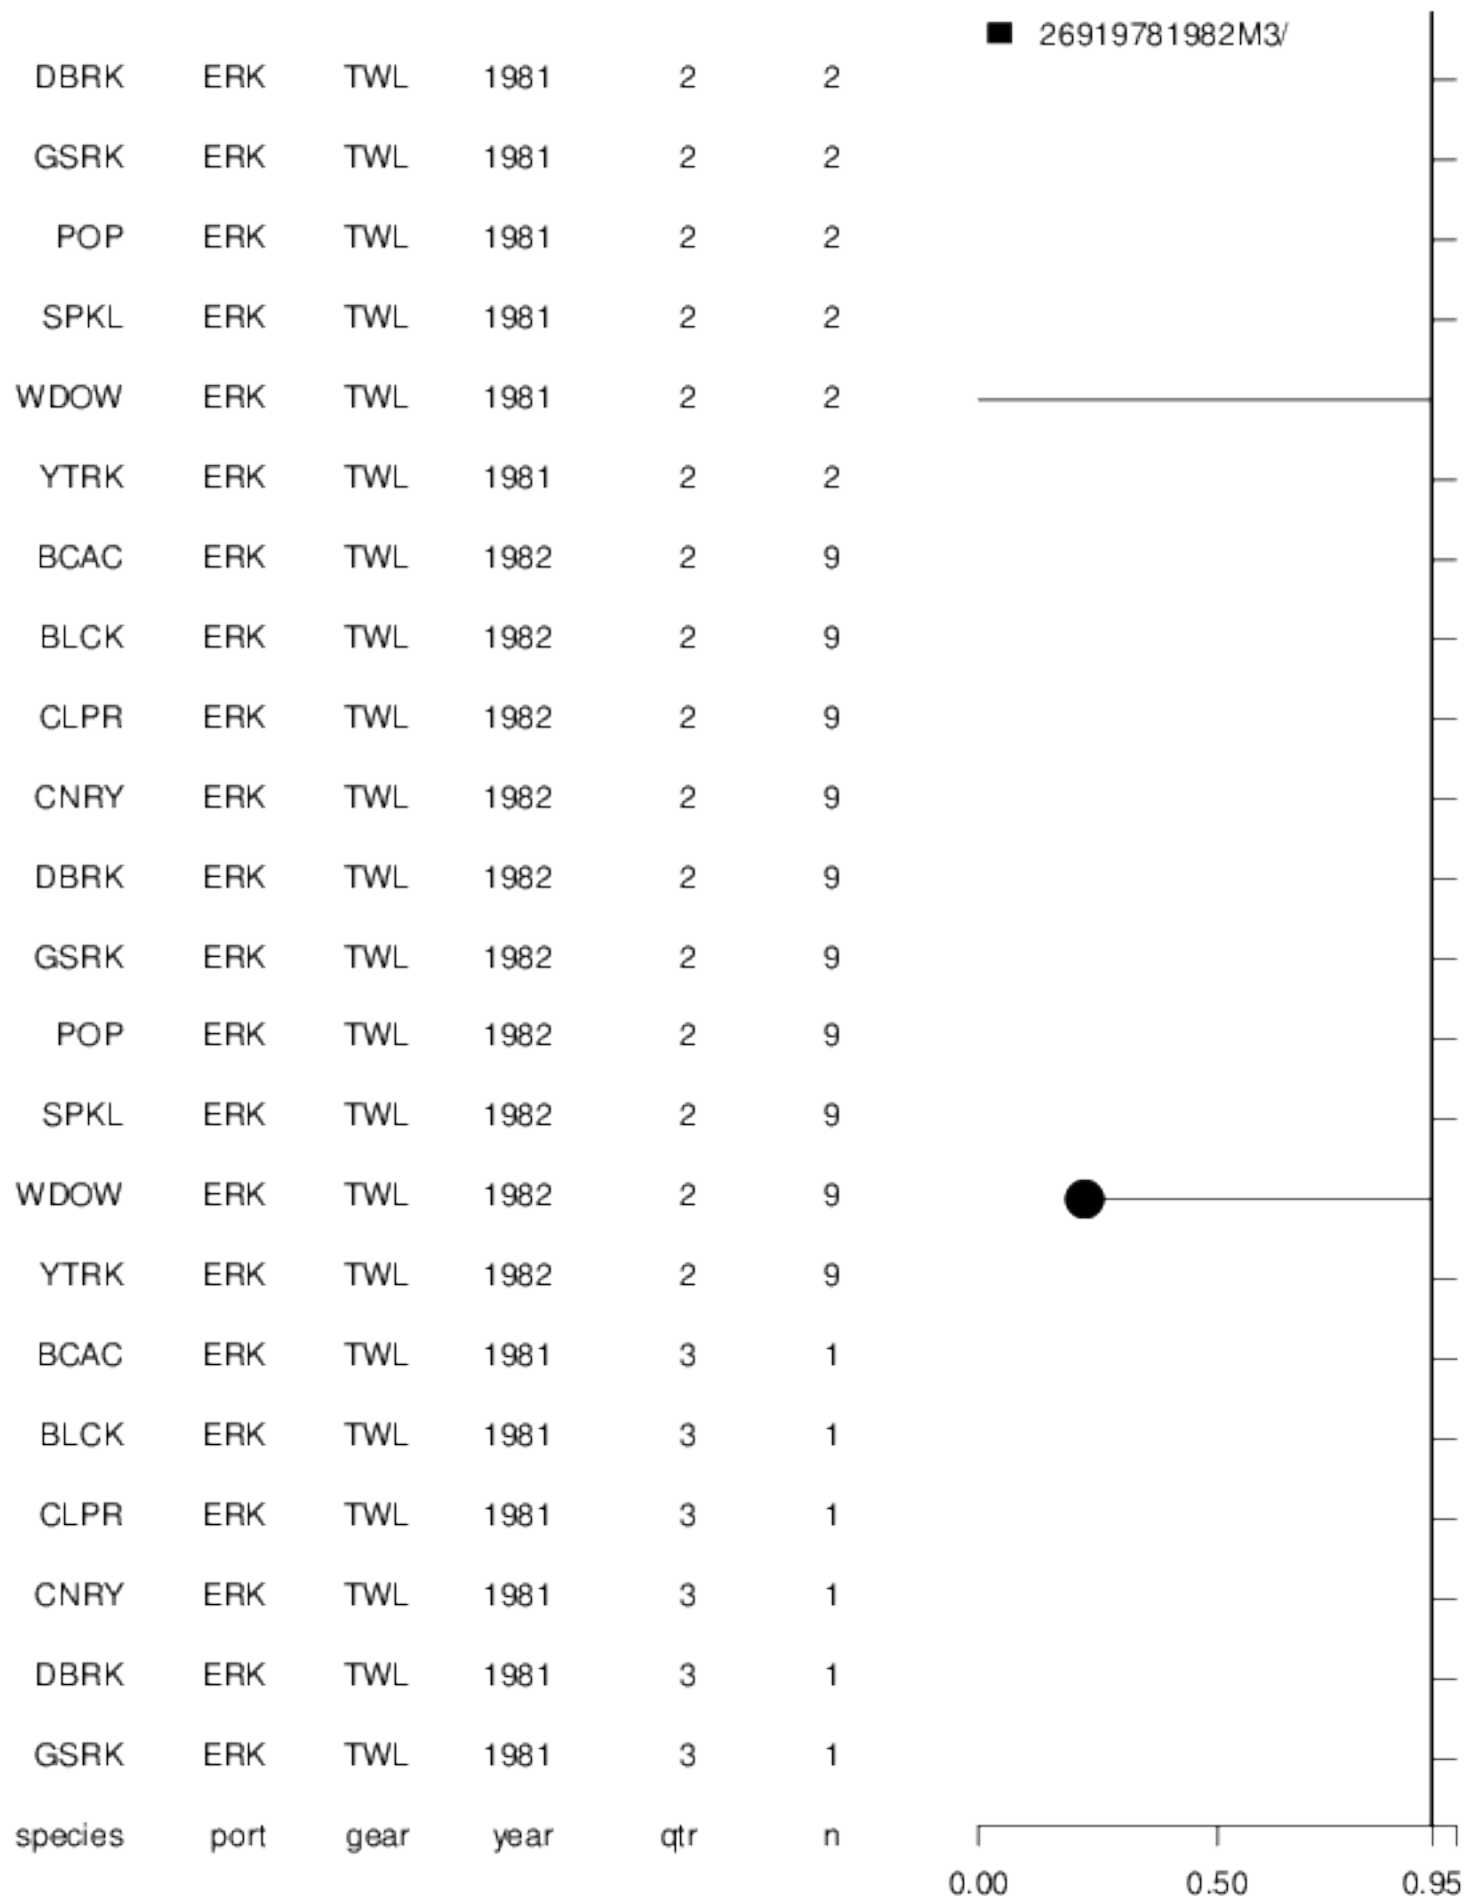 26919781982M3/
DBRK ERK TWL 1981 2 2
GSRK ERK TWL 1981 2 2
POP ERK TWL 1981 2 2
SPKL ERK TWL 1981 2 2
WDOW ERK TWL 1981 2 2
YTRK ERK TWL 1981 2 2
BCAC ERK TWL 1982 2 9
BLCK ERK TWL 1982 2 9
CLPR ERK TWL 1982 2 9
CNRY ERK TWL 1982 2 9
DBRK ERK TWL 1982 2 9
GSRK ERK TWL 1982 2 9
POP ERK TWL 1982 2 9
SPKL ERK TWL 1982 2 9
WDOW ERK TWL 1982 2 9
YTRK ERK TWL 1982 2 9
BCAC ERK TWL 1981 3 1
BLCK ERK TWL 1981 3 1
CLPR ERK TWL 1981 3 1
CNRY ERK TWL 1981 3 1
DBRK ERK TWL 1981 3 1
GSRK ERK TWL 1981 3 1
species port gear year qtr n
0.00 0.50 0.95